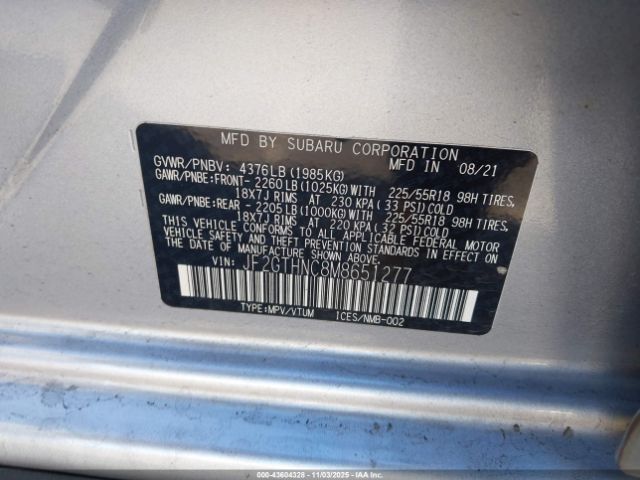 MFD BY SUBARU CORPORATION
GVWR/PNBV: 4376LB(1985KG) MFD IN 08/21
GAWR/PNBE:FRONT- 2260LB(1025KG)WITH 225/55R18 98H TIRES,
18X7J RIMS AT 230 KPA(33 PSI)COLD
GAWR/PNBE:REAR - 2205LB(1000KG)WITH 225/55R18 98H TIRES,
18X7J RIMS AT 220 KPA(32 PSI)COLD
THIS VEHICLE CONFORMS TO ALL APPLICABLE FEDERAL MOTOR
VEHICLE SAFETY AND THEFT PREVENTION STANDARDS IN EFFECT ON
THE DATE OF MANUFACTURE SHOWN ABOVE.
VIN: JF2GTHNC8M8651277
TYPE:MPV/VTUM ICES/NMB-002
000-43604328 - 11/03/2025 - IAA Inc.